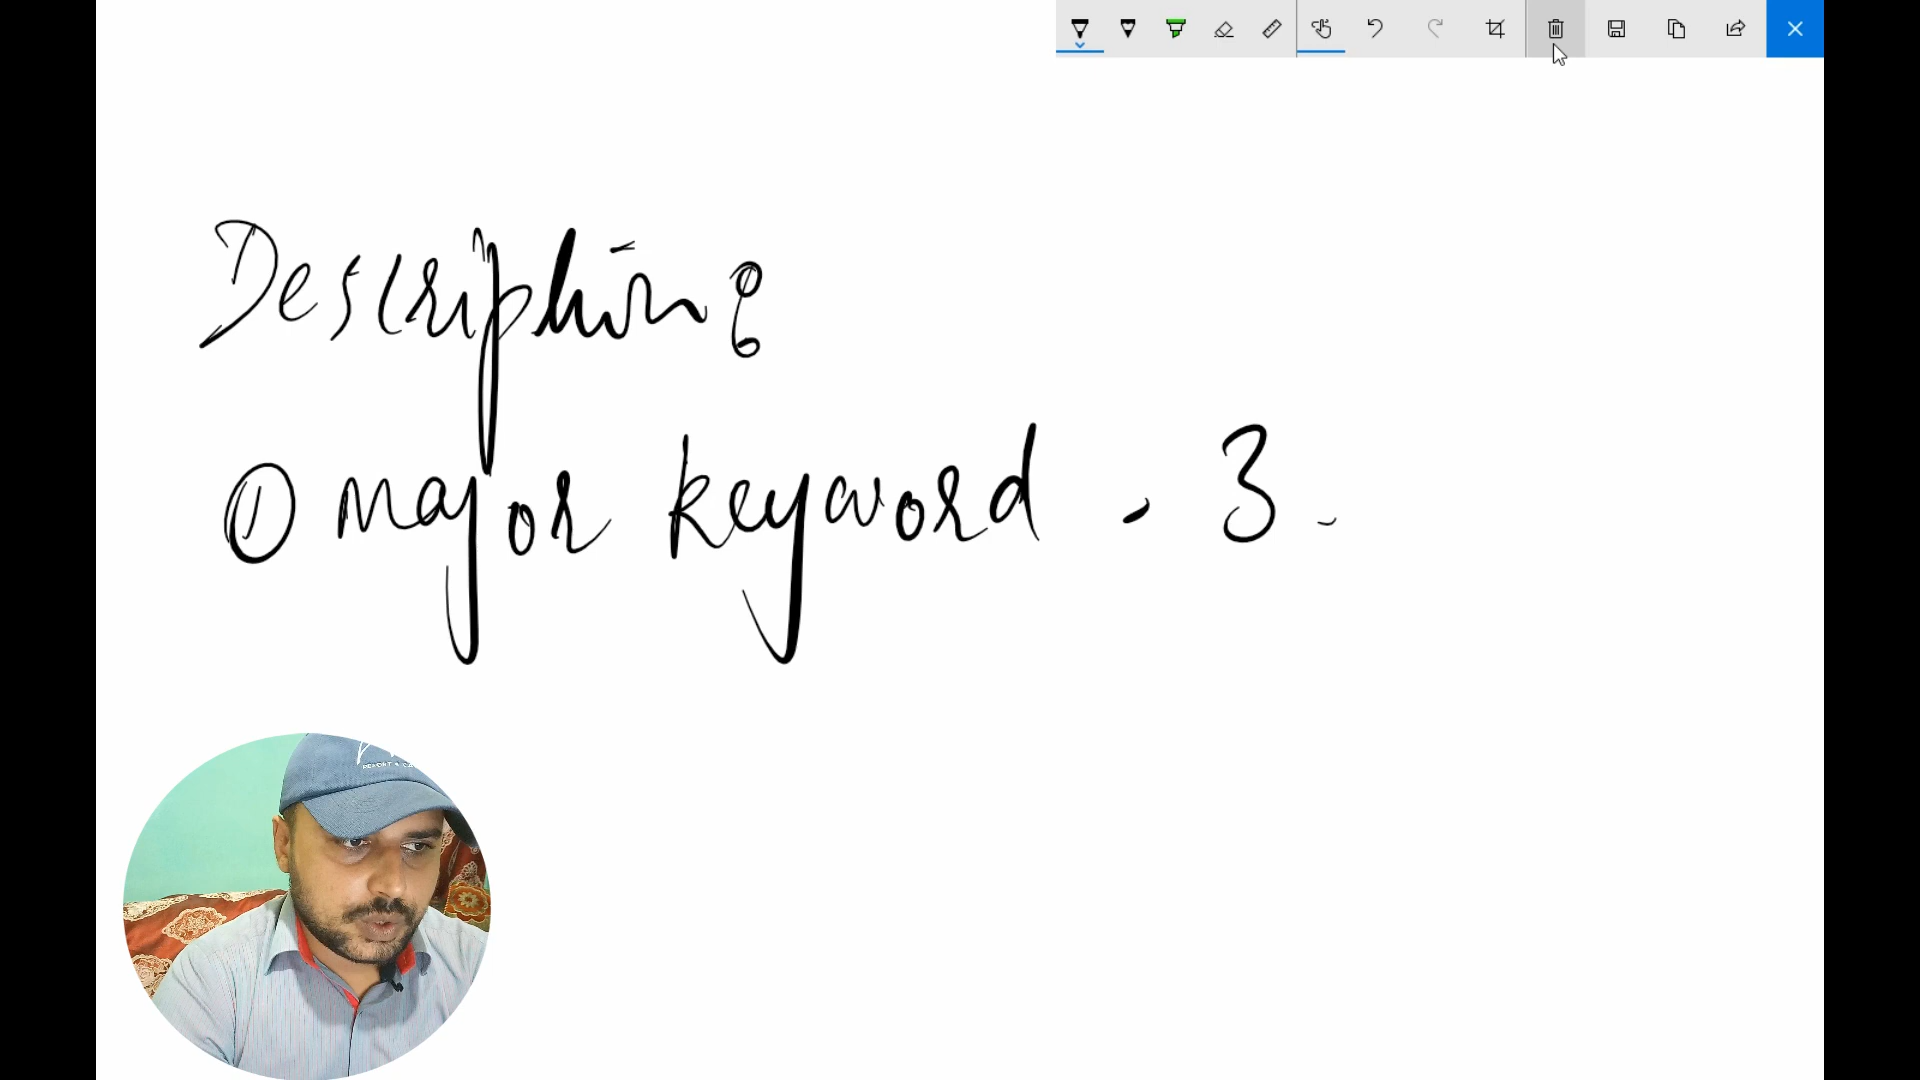 Description:
① major keyword . 3 .